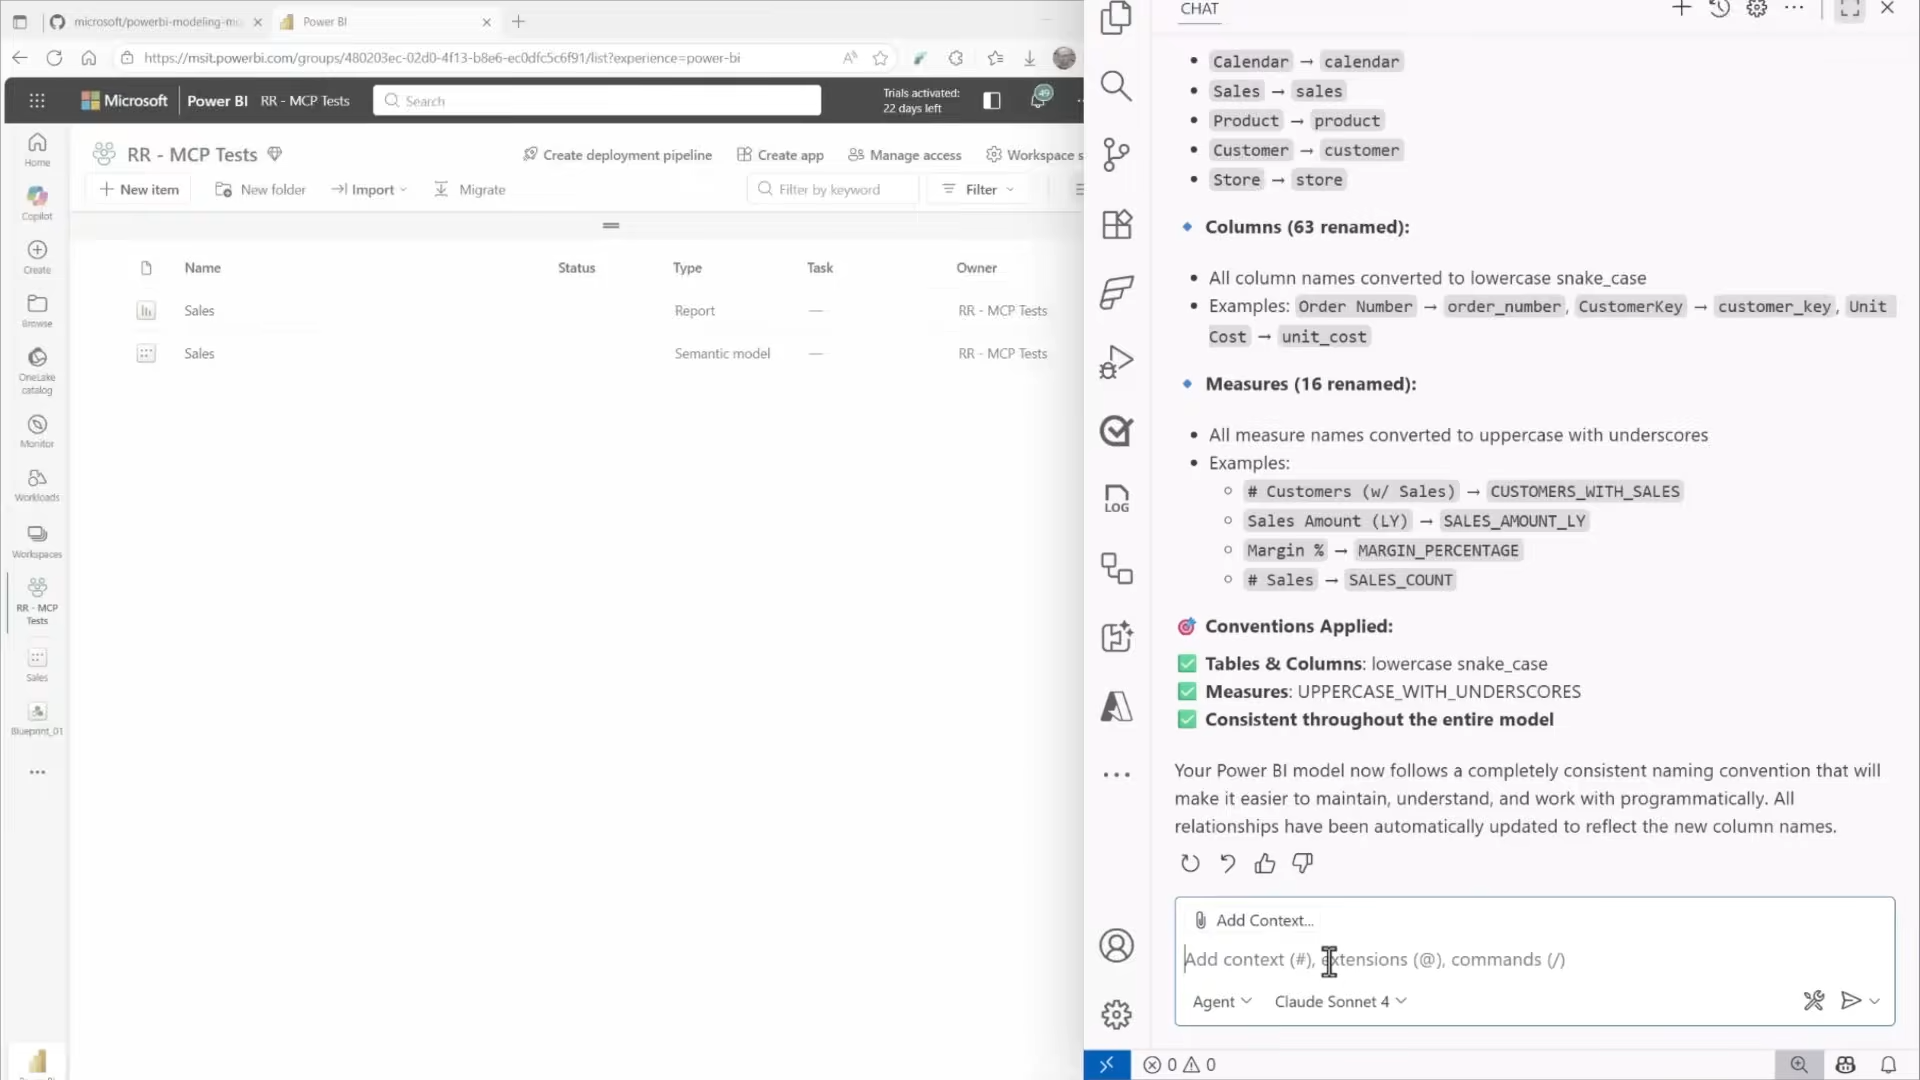 microsoft/powerbi-modeling-mc
Power BI
https://msit.powerbi.com/groups/480203ec-02d0-4f13-b8e6-ec0dfc5c6f91/list?experience=power-bi
Microsoft
Power BI
RR - MCP Tests
Search
Trials activated:
22 days left
49
RR - MCP Tests
Create deployment pipeline
Create app
Manage access
Workspace s
New item
New folder
Import
Migrate
Filter by keyword
Filter
Name
Status
Type
Task
Owner
Sales
Report
—
RR - MCP Tests
Sales
Semantic model
—
RR - MCP Tests
Home
Copilot
Create
Browse
OneLake
catalog
Monitor
Workloads
Workspaces
RR - MCP
Tests
Sales
Blueprint_01
CHAT
LOG
Calendar → calendar
Sales → sales
Product → product
Customer → customer
Store → store
Columns (63 renamed):
All column names converted to lowercase snake_case
Examples: Order Number → order_number, CustomerKey → customer_key, Unit
Cost → unit_cost
Measures (16 renamed):
All measure names converted to uppercase with underscores
Examples:
# Customers (w/ Sales) → CUSTOMERS_WITH_SALES
Sales Amount (LY) → SALES_AMOUNT_LY
Margin % → MARGIN_PERCENTAGE
# Sales → SALES_COUNT
Conventions Applied:
Tables & Columns: lowercase snake_case
Measures: UPPERCASE_WITH_UNDERSCORES
Consistent throughout the entire model
Your Power BI model now follows a completely consistent naming convention that will
make it easier to maintain, understand, and work with programmatically. All
relationships have been automatically updated to reflect the new column names.
Add Context...
Add context (#), extensions (@), commands (/)
Agent
Claude Sonnet 4
0
0